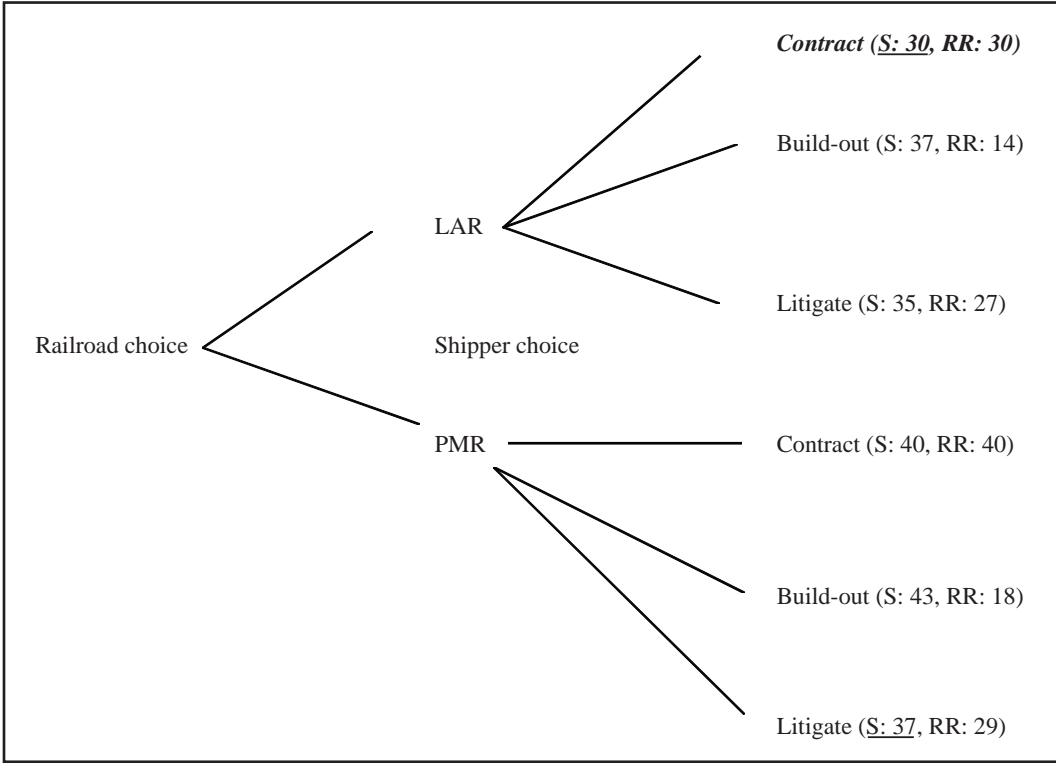 Contract (S: 30, RR: 30)
Build-out (S: 37, RR: 14)
LAR
Litigate (S: 35, RR: 27)
Railroad choice
Shipper choice
PMR
Contract (S: 40, RR: 40)
Build-out (S: 43, RR: 18)
Litigate (S: 37, RR: 29)